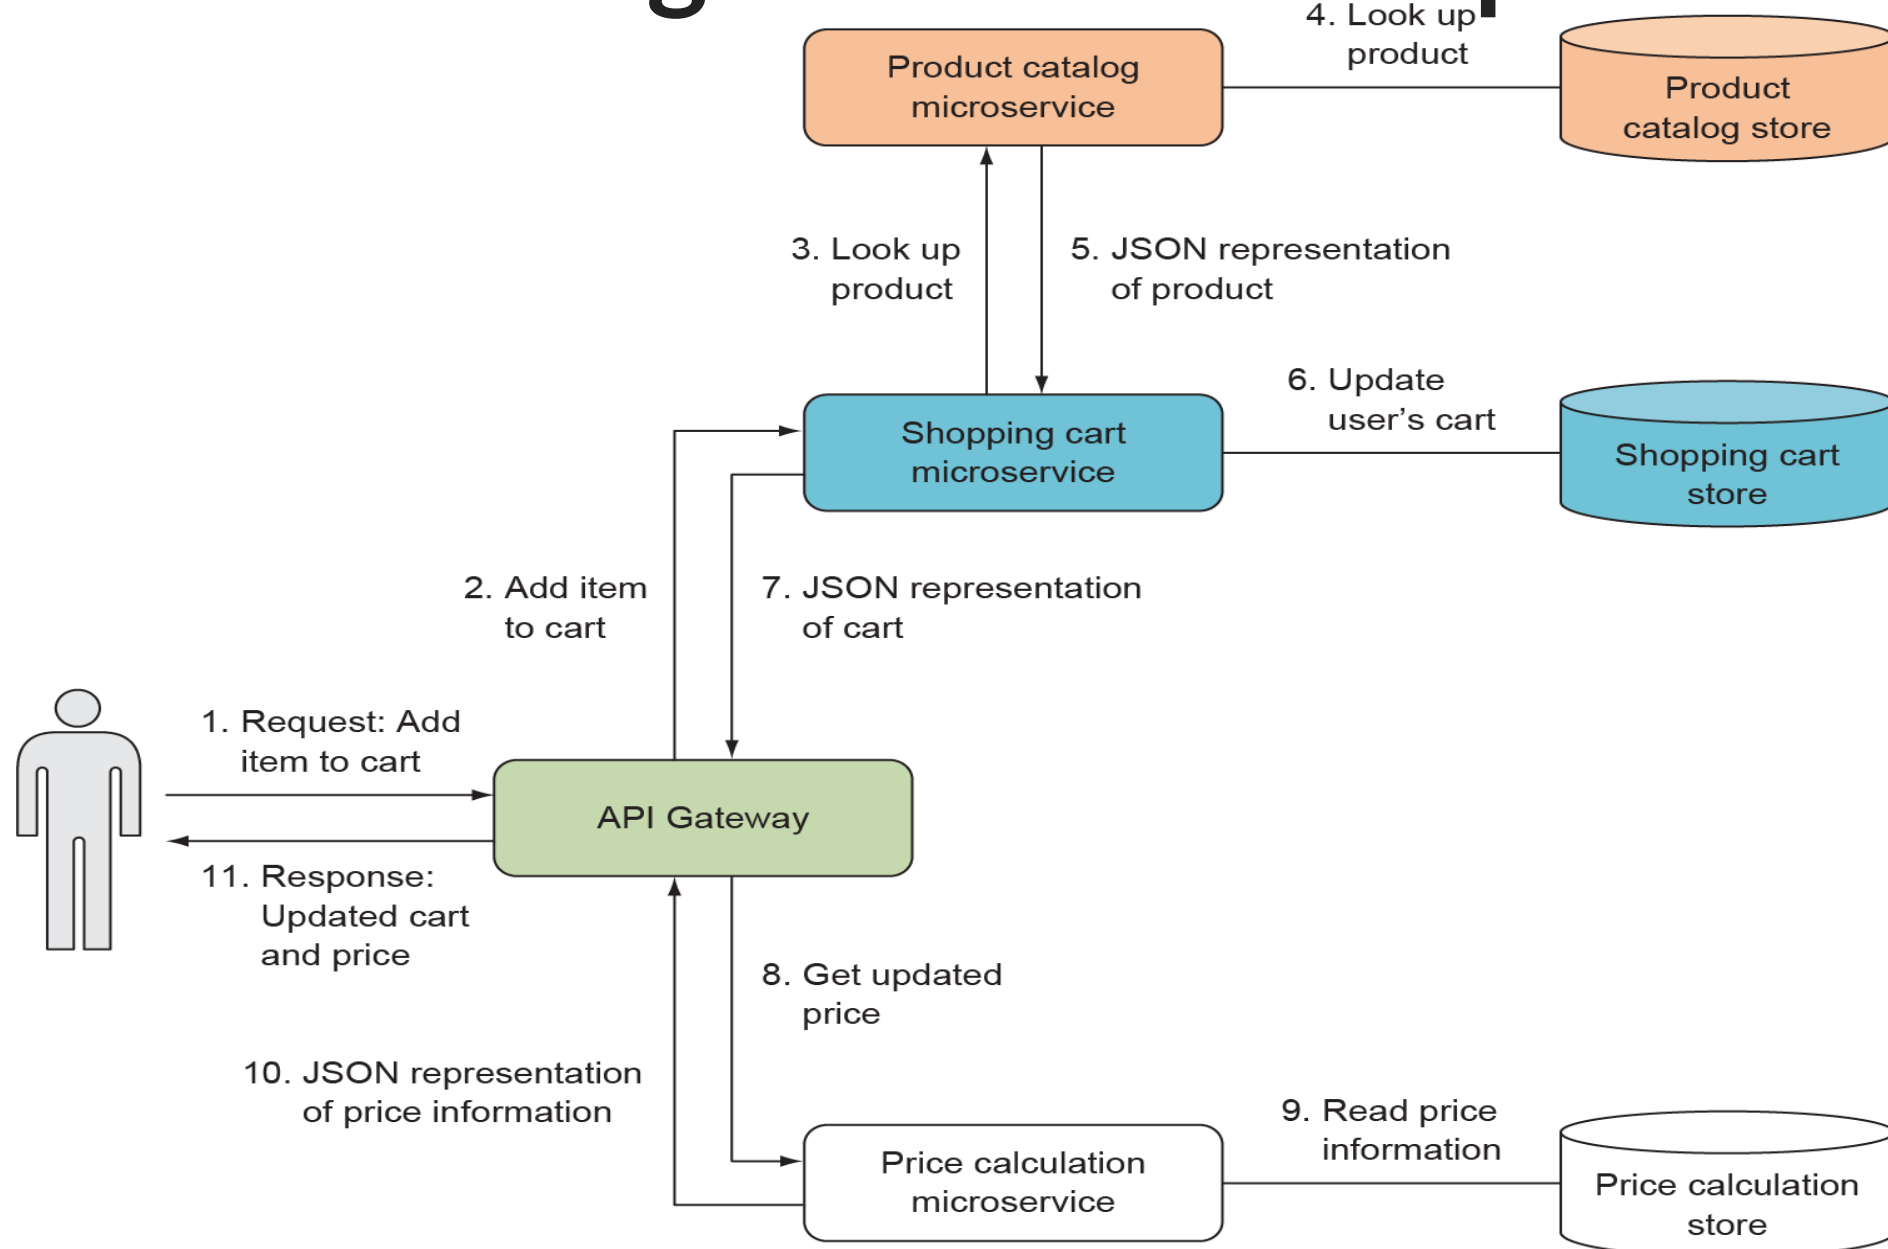 4. Look up
product
Product catalog
microservice
Product
catalog store
3. Look up
product
5. JSON representation
of product
6. Update
user’s cart
Shopping cart
microservice
Shopping cart
store
2. Add item
to cart
7. JSON representation
of cart
1. Request: Add
item to cart
API Gateway
11. Response:
Updated cart
and price
8. Get updated
price
10. JSON representation
of price information
9. Read price
information
Price calculation
microservice
Price calculation
store